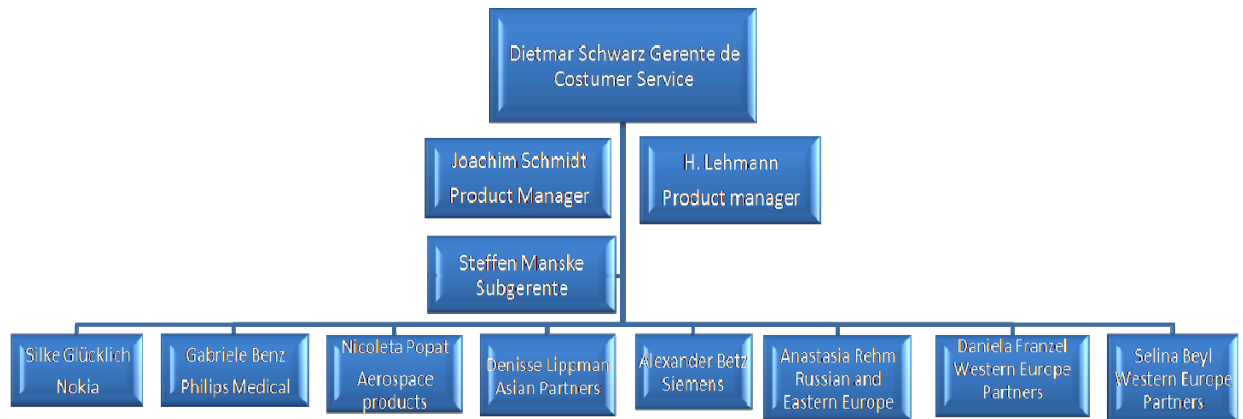 Dietmar Schwarz Gerente de
Costumer Service
Joachim Schmidt
Product Manager
H. Lehmann
Product manager
Steffen Manske
Subgerente
Silke Glücklich
Nokia
Gabriele Benz
Philips Medical
Nicoleta Popat
Aerospace
products
Denisse Lippman
Asian Partners
Alexander Betz
Siemens
Anastasia Rehm
Russian and
Eastern Europe
Daniela Franzel
Western Europe
Partners
Selina Beyl
Western Europe
Partners